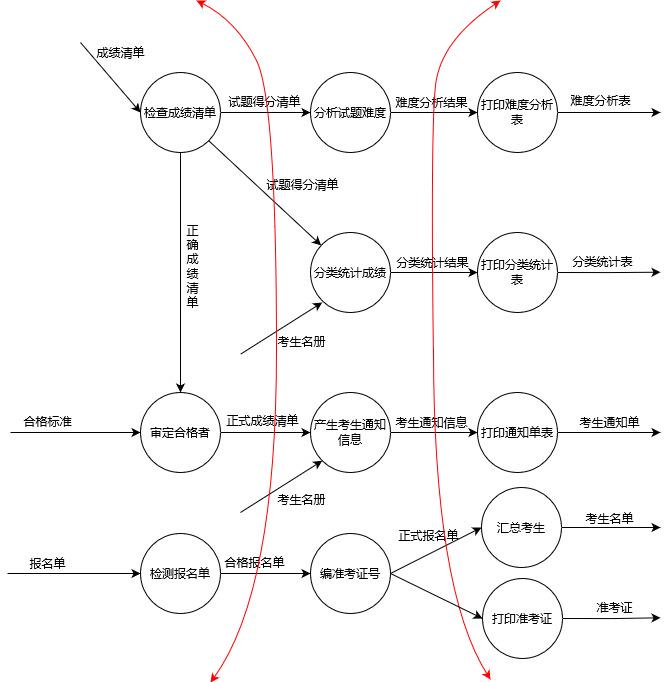 成绩清单
检查成绩清单
试题得分清单
分析试题难度
难度分析结果
打印难度分析
表
难度分析表
试题得分清单
正
确
成
绩
清
单
分类统计成绩
分类统计结果
打印分类统计
表
分类统计表
考生名册
合格标准
审定合格者
正式成绩清单
产生考生通知
信息
考生通知信息
打印通知单表
考生通知单
考生名册
报名单
检测报名单
合格报名单
编准考证号
正式报名单
汇总考生
考生名单
打印准考证
准考证